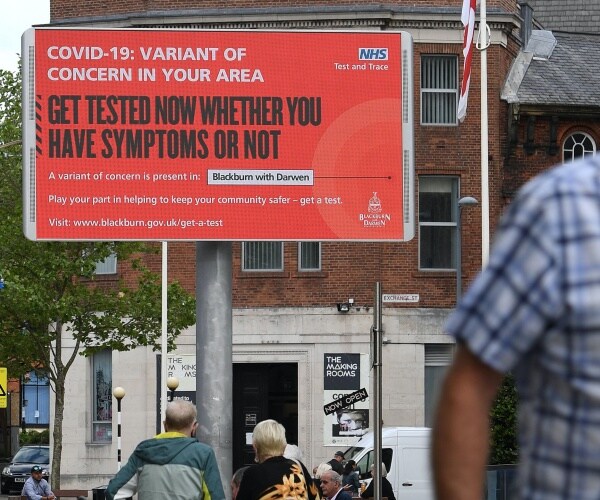 COVID-19: VARIANT OF
CONCERN IN YOUR AREA
NHS
Test and Trace
GET TESTED NOW WHETHER YOU
HAVE SYMPTOMS OR NOT
A variant of concern is present in: Blackburn with Darwen
Play your part in helping to keep your community safer – get a test.
Visit: www.blackburn.gov.uk/get-a-test
BLACKBURN
WITH
DARWEN
EXCHANGE ST
THE
M
R MS
THE
MAKING
ROOMS
NOW OPEN